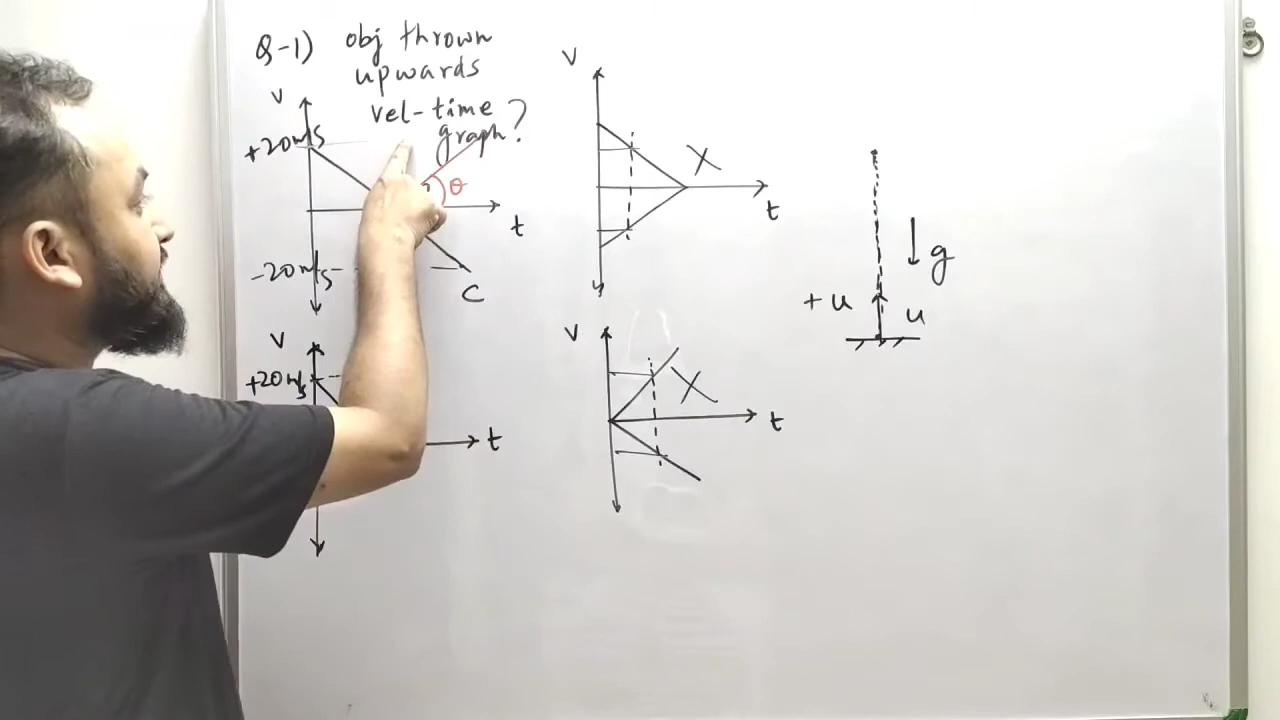 Q-1) obj thrown
upwards
vel-time
graph?
V
+20m/s
θ
t
-20m/s
C
V
+20m/s
t
V
X
t
V
X
t
g
+u
u